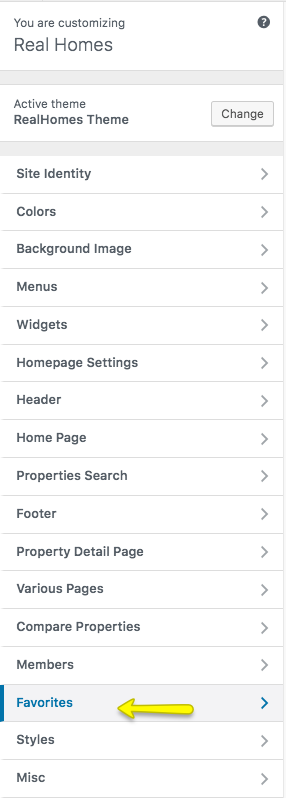 You are customizing
Real Homes
?
Active theme
RealHomes Theme
Change
Site Identity
Colors
Background Image
Menus
Widgets
Homepage Settings
Header
Home Page
Properties Search
Footer
Property Detail Page
Various Pages
Compare Properties
Members
Favorites
Styles
Misc